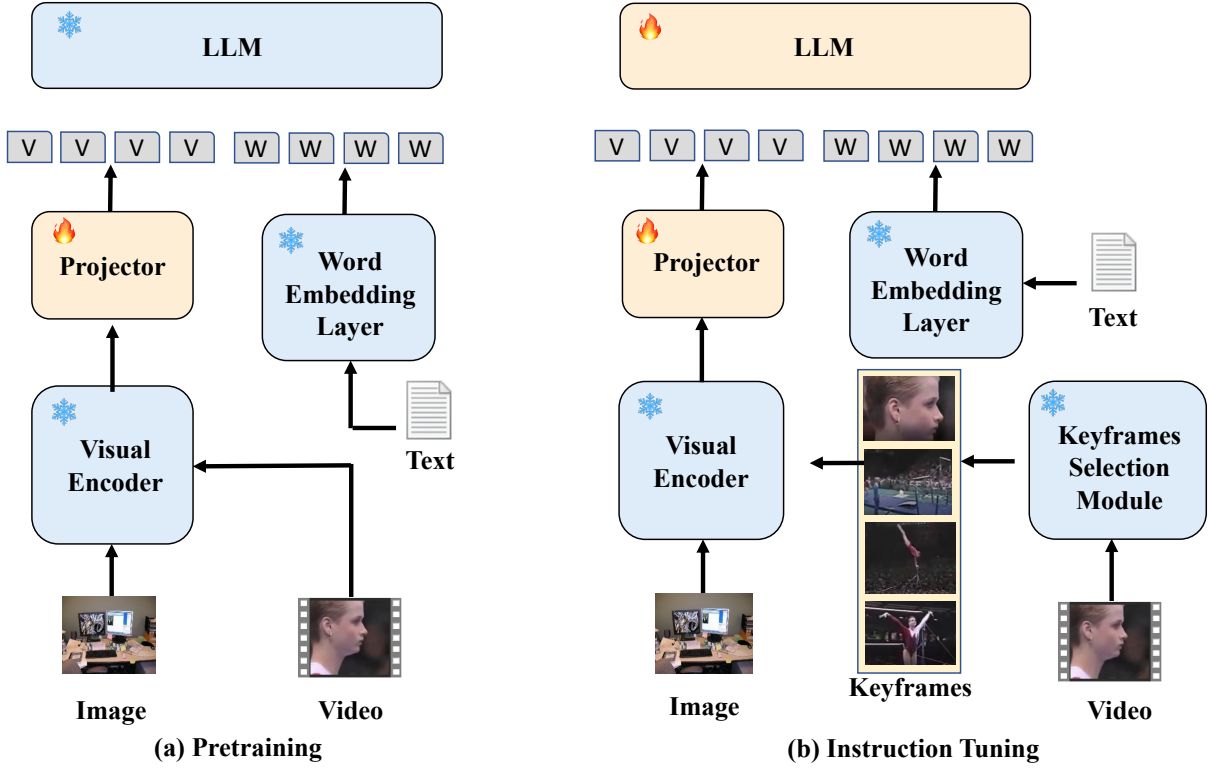 LLM
V V V V W W W W
Projector
Word
Embedding
Layer
Visual
Encoder
Text
Image
Video
(a) Pretraining
LLM
V V V V W W W W
Projector
Word
Embedding
Layer
Text
Visual
Encoder
Keyframes
Selection
Module
Keyframes
Image
Video
(b) Instruction Tuning